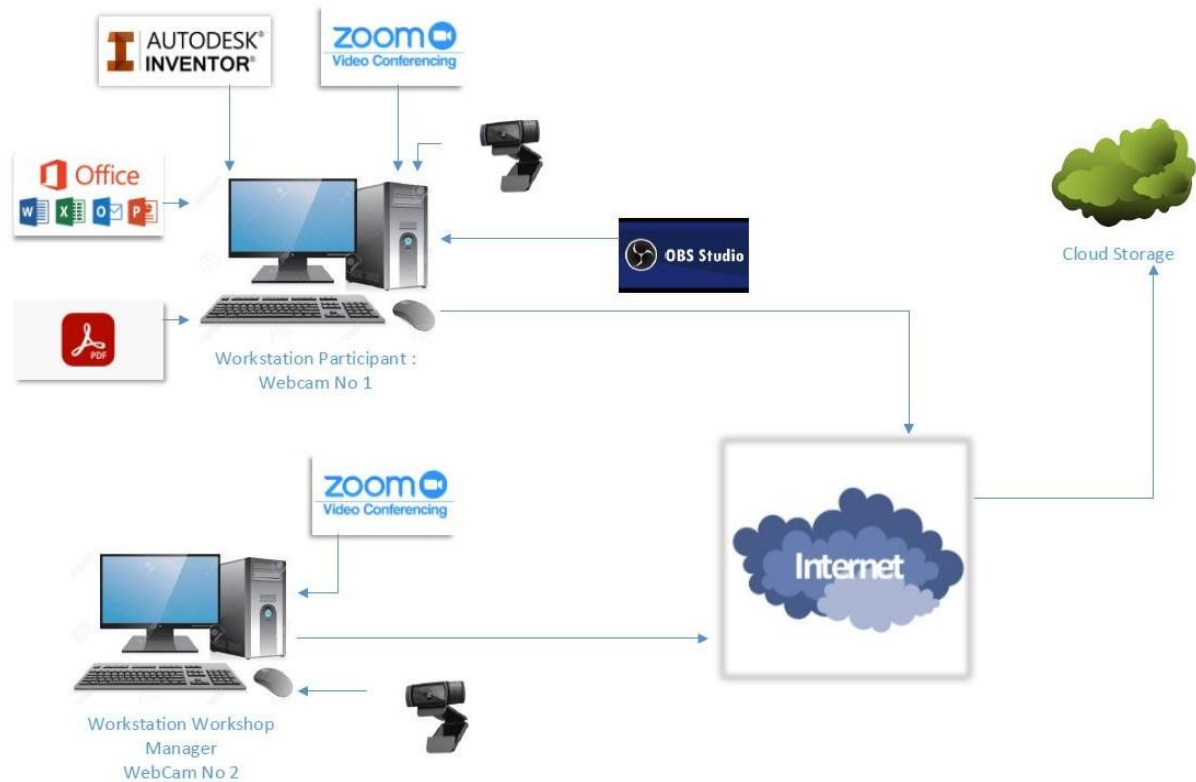 AUTODESK®
INVENTOR®
zoom
Video Conferencing
Office
W X O P
OBS Studio
Cloud Storage
PDF
Workstation Participant :
Webcam No 1
zoom
Video Conferencing
Internet
Workstation Workshop
Manager
WebCam No 2